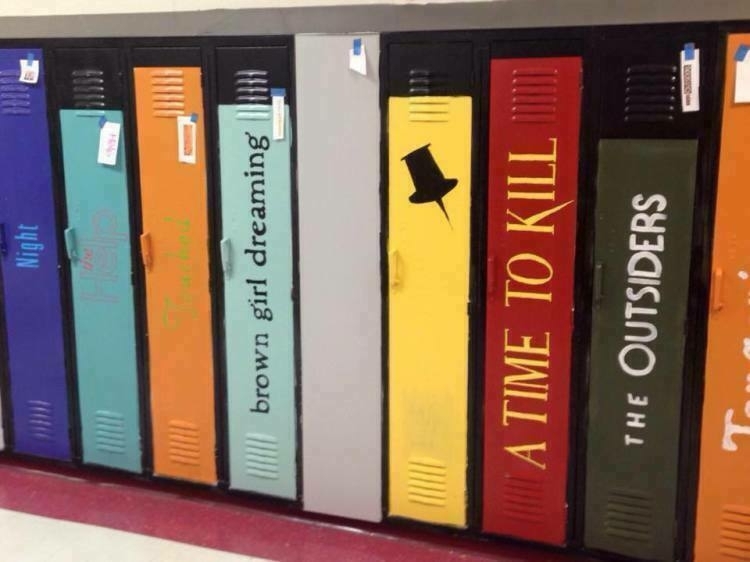 Night
the
Help
Touched
brown girl dreaming
A TIME TO KILL
THE OUTSIDERS